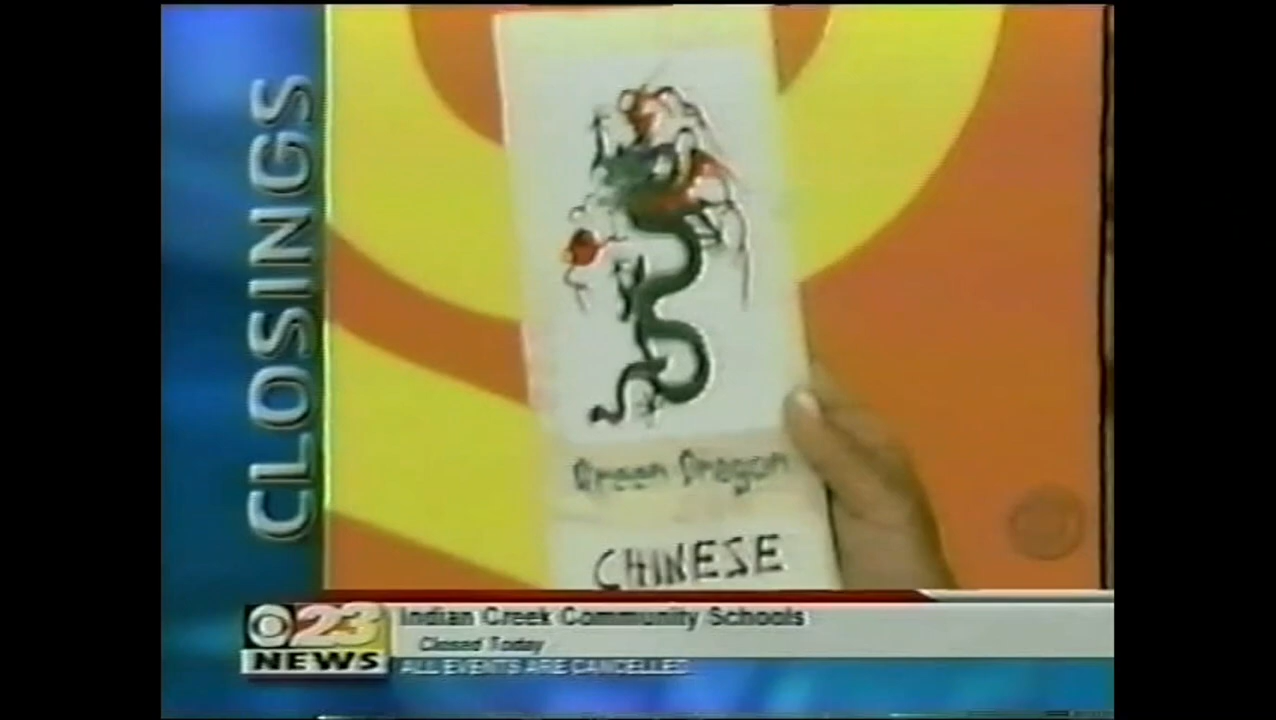 CLOSINGS
Green Dragon
CHINESE
23
NEWS
Indian Creek Community Schools
Closed Today
ALL EVENTS ARE CANCELLED